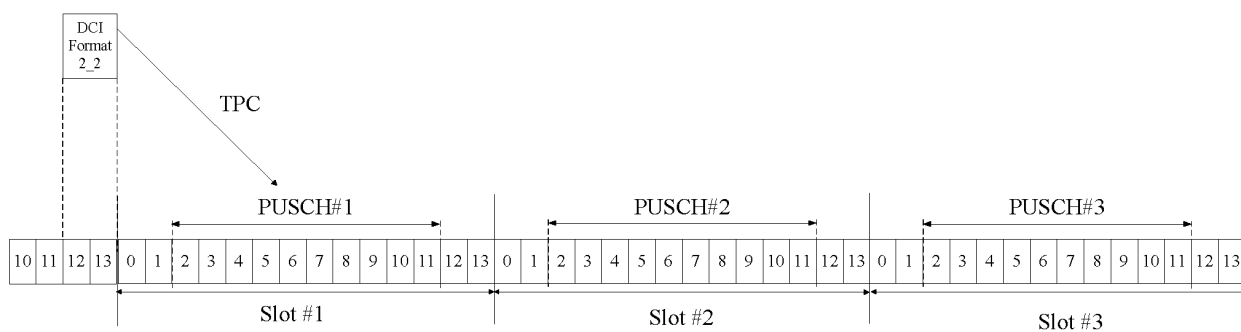 DCI
Format
2_2
TPC
PUSCH#1 PUSCH#2 PUSCH#3
10 11 12 13 0 1 2 3 4 5 6 7 8 9 10 11 12 13 0 1 2 3 4 5 6 7 8 9 10 11 12 13 0 1 2 3 4 5 6 7 8 9 10 11 12 13
Slot #1 Slot #2 Slot #3